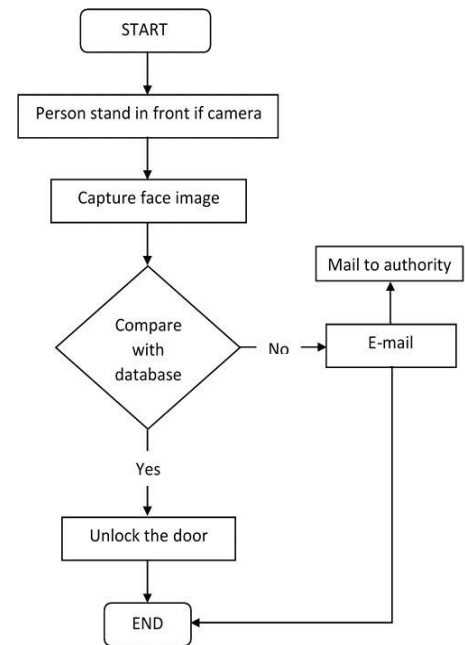 START
Person stand in front if camera
Capture face image
Mail to authority
Compare
with
database
No
E-mail
Yes
Unlock the door
END